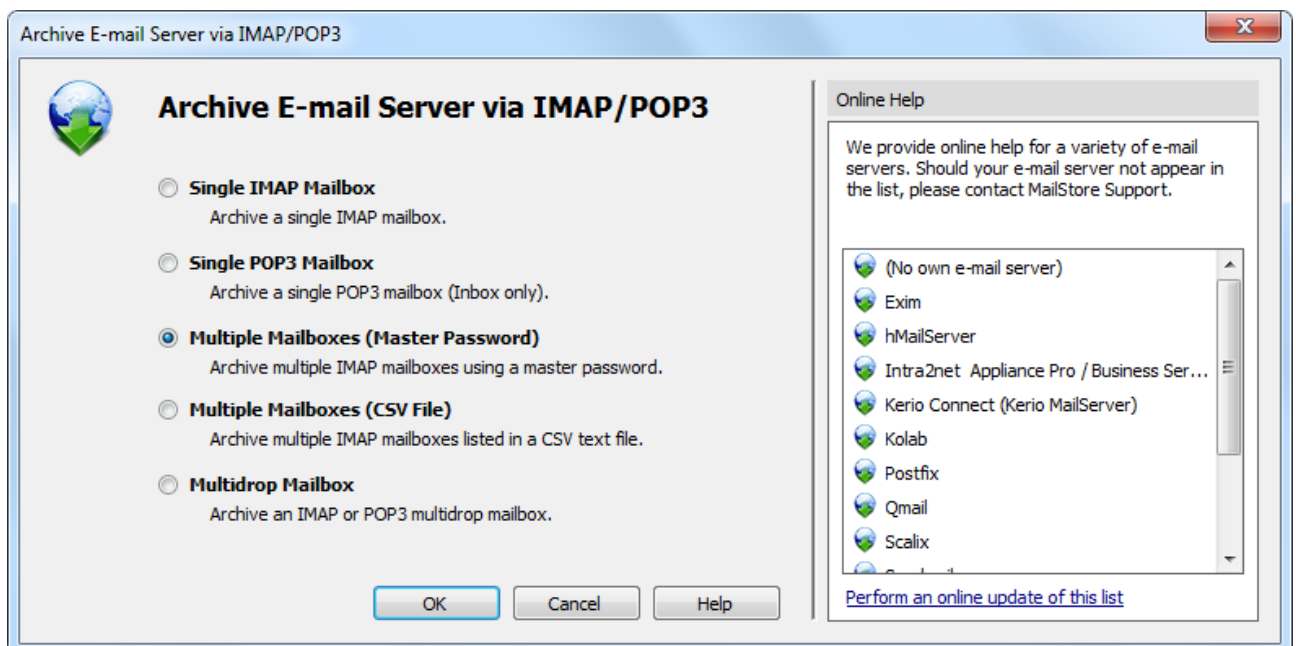 Archive E-mail Server via IMAP/POP3
Archive E-mail Server via IMAP/POP3
Single IMAP Mailbox
Archive a single IMAP mailbox.
Single POP3 Mailbox
Archive a single POP3 mailbox (Inbox only).
Multiple Mailboxes (Master Password)
Archive multiple IMAP mailboxes using a master password.
Multiple Mailboxes (CSV File)
Archive multiple IMAP mailboxes listed in a CSV text file.
Multidrop Mailbox
Archive an IMAP or POP3 multidrop mailbox.
OK
Cancel
Help
Online Help
We provide online help for a variety of e-mail
servers. Should your e-mail server not appear in
the list, please contact MailStore Support.
(No own e-mail server)
Exim
hMailServer
Intra2net Appliance Pro / Business Ser...
Kerio Connect (Kerio MailServer)
Kolab
Postfix
Qmail
Scalix
Perform an online update of this list